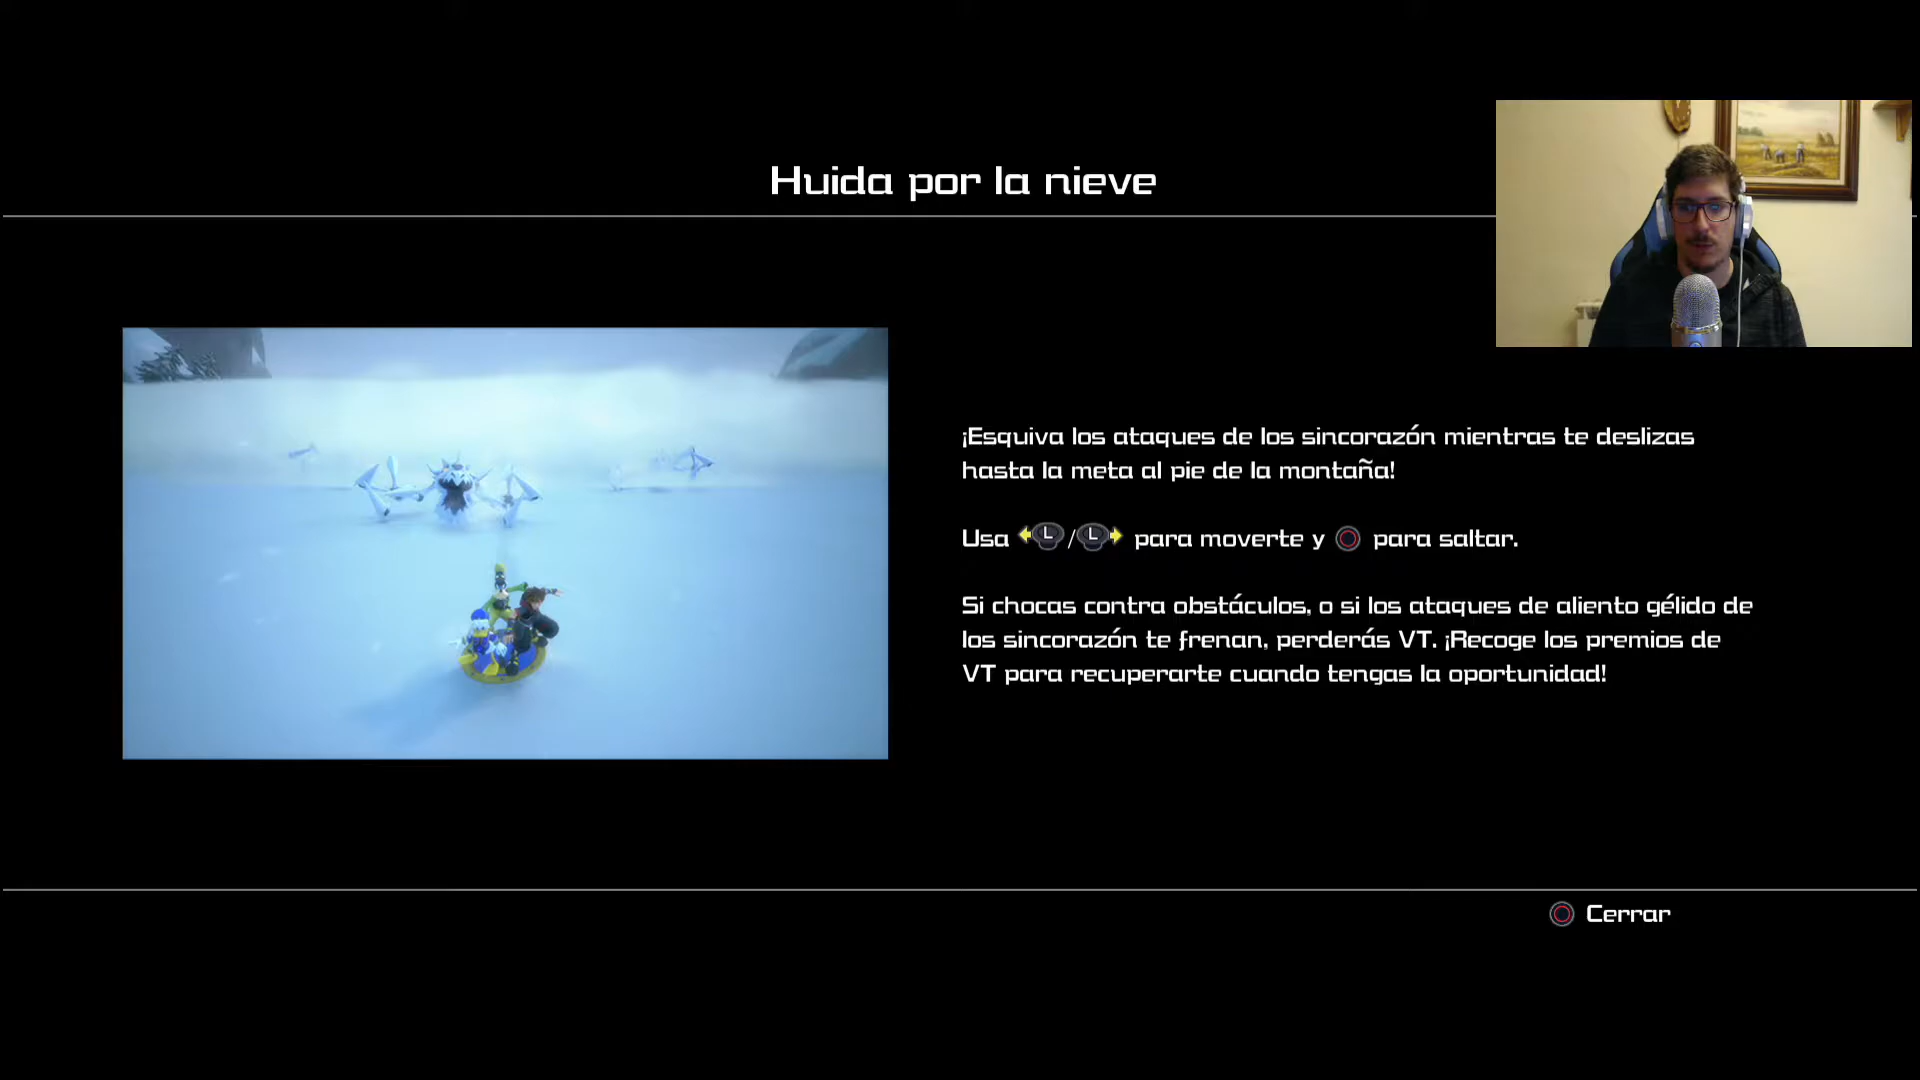 Huida por la nieve
¡Esquiva los ataques de los sincorazón mientras te deslizas
hasta la meta al pie de la montaña!
Usa L/L para moverte y para saltar.
Si chocas contra obstáculos, o si los ataques de aliento gélido de
los sincorazón te frenan, perderás VT. ¡Recoge los premios de
VT para recuperarte cuando tengas la oportunidad!
Cerrar